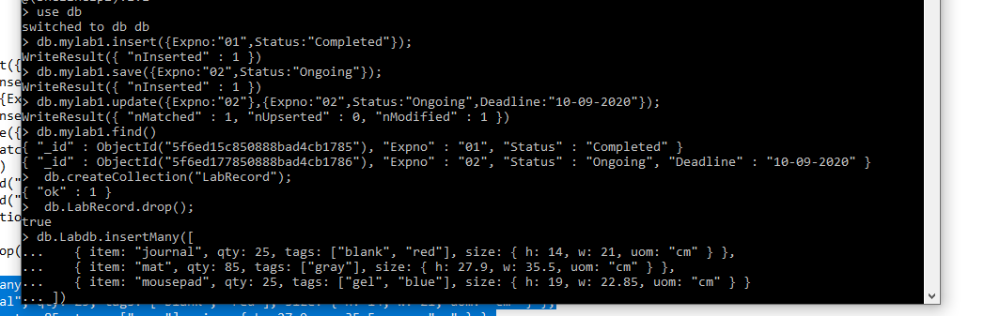 > use db
switched to db db
> db.mylab1.insert({Expno:"01",Status:"Completed"});
WriteResult({ "nInserted" : 1 })
> db.mylab1.save({Expno:"02",Status:"Ongoing"});
WriteResult({ "nInserted" : 1 })
> db.mylab1.update({Expno:"02"},{Expno:"02",Status:"Ongoing",Deadline:"10-09-2020"});
WriteResult({ "nMatched" : 1, "nUpserted" : 0, "nModified" : 1 })
> db.mylab1.find()
{ "_id" : ObjectId("5f6ed15c850888bad4cb1785"), "Expno" : "01", "Status" : "Completed" }
{ "_id" : ObjectId("5f6ed177850888bad4cb1786"), "Expno" : "02", "Status" : "Ongoing", "Deadline" : "10-09-2020" }
>  db.createCollection("LabRecord");
{ "ok" : 1 }
>  db.LabRecord.drop();
true
> db.Labdb.insertMany([
...    { item: "journal", qty: 25, tags: ["blank", "red"], size: { h: 14, w: 21, uom: "cm" } },
...    { item: "mat", qty: 85, tags: ["gray"], size: { h: 27.9, w: 35.5, uom: "cm" } },
...    { item: "mousepad", qty: 25, tags: ["gel", "blue"], size: { h: 19, w: 22.85, uom: "cm" } }
... ])